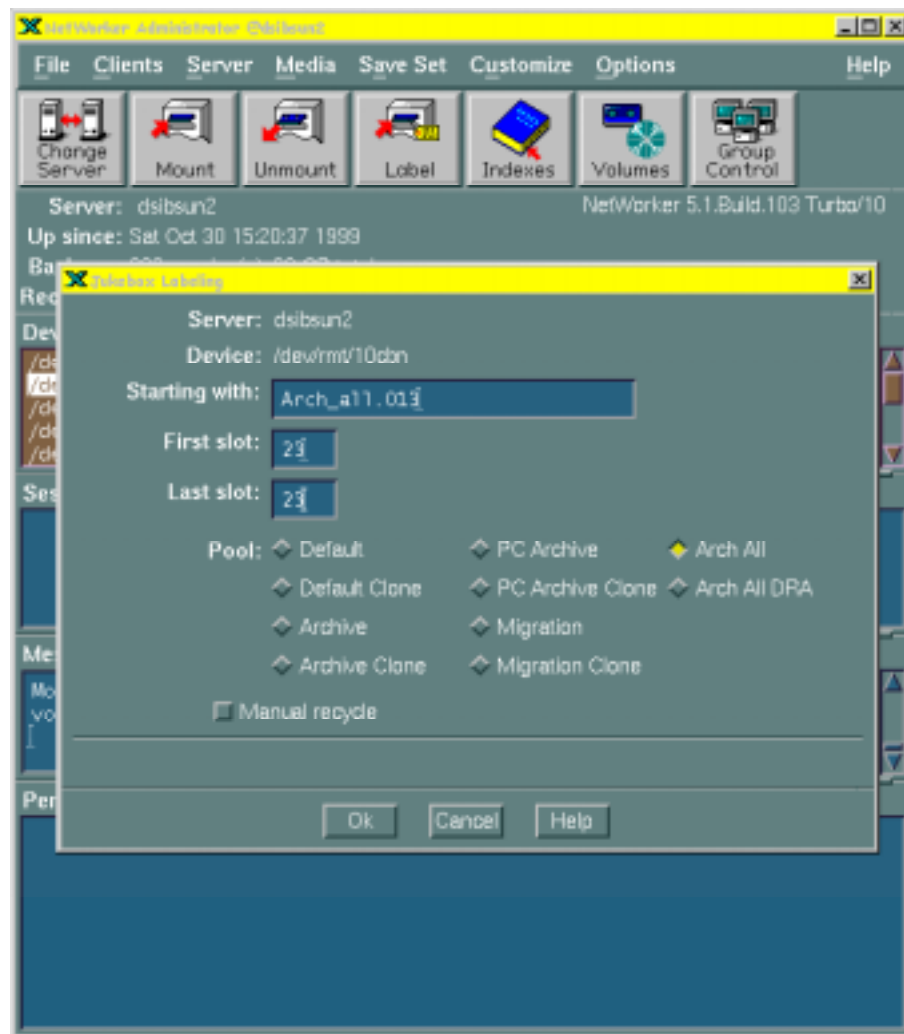 NetWorker Administrator @dsibsun2
File Clients Server Media Save Set Customize Options Help
Change Server Mount Unmount Label Indexes Volumes Group Control
Server: dsibsun2 NetWorker 5.1.Build.103 Turbo/10
Up since: Sat Oct 30 15:20:37 1999
Jukebox Labeling
Server: dsibsun2
Device: /dev/rmt/10cbn
Starting with: Arch_all.013
First slot: 23
Last slot: 23
Pool: Default PC Archive Arch All
Default Clone PC Archive Clone Arch All DRA
Archive Migration
Archive Clone Migration Clone
Manual recycle
Ok Cancel Help